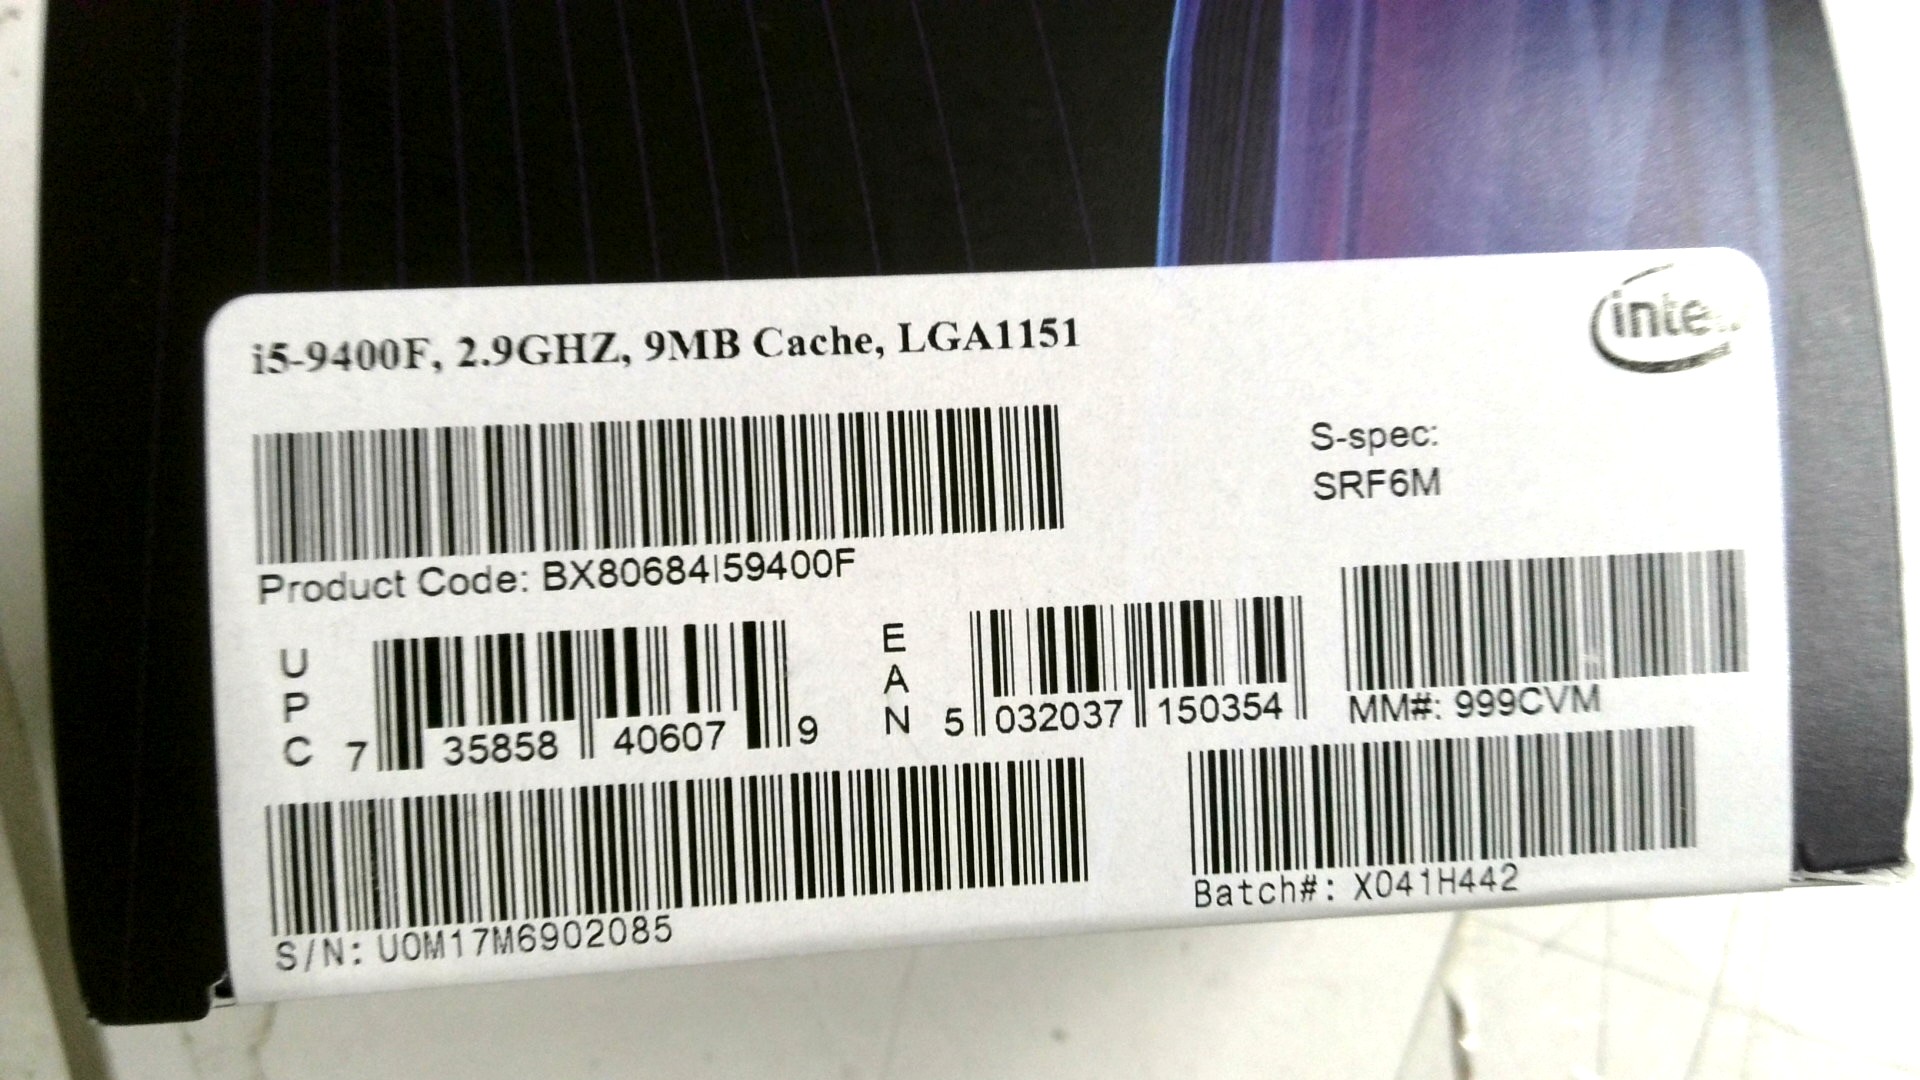 i5-9400F, 2.9GHZ, 9MB Cache, LGA1151
intel
S-spec:
SRF6M
Product Code: BX80684I59400F
UPC 7 35858 40607 9
EAN 5 032037 150354
MM#: 999CVM
S/N: U0M17M6902085
Batch#: X041H442